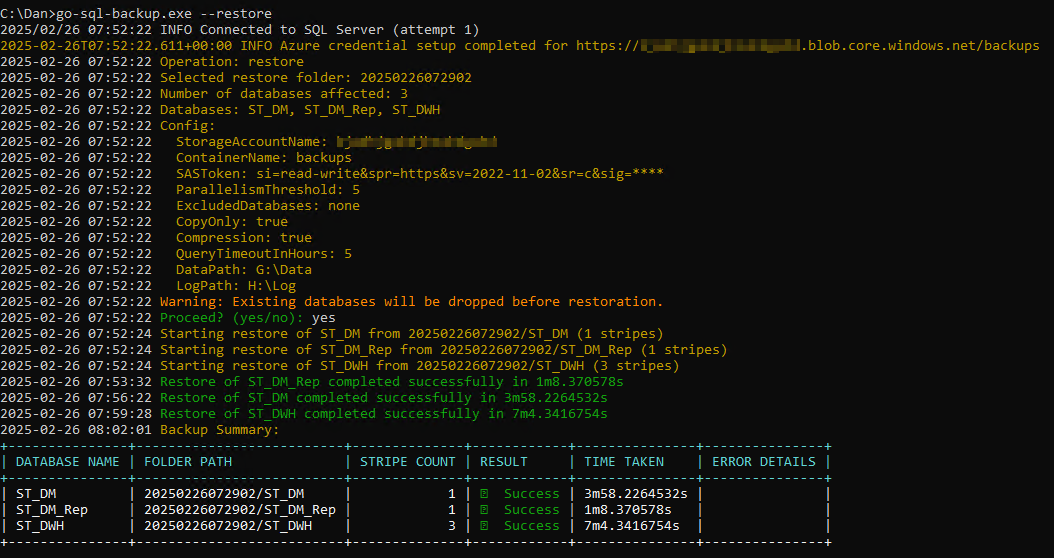 C:\Dan>go-sql-backup.exe --restore
2025/02/26 07:52:22 INFO Connected to SQL Server (attempt 1)
2025-02-26T07:52:22.611+00:00 INFO Azure credential setup completed for https://.blob.core.windows.net/backups
2025-02-26 07:52:22 Operation: restore
2025-02-26 07:52:22 Selected restore folder: 20250226072902
2025-02-26 07:52:22 Number of databases affected: 3
2025-02-26 07:52:22 Databases: ST_DM, ST_DM_Rep, ST_DWH
2025-02-26 07:52:22 Config:
2025-02-26 07:52:22   StorageAccountName:
2025-02-26 07:52:22   ContainerName: backups
2025-02-26 07:52:22   SASToken: si=read-write&spr=https&sv=2022-11-02&sr=c&sig=****
2025-02-26 07:52:22   ParallelismThreshold: 5
2025-02-26 07:52:22   ExcludedDatabases: none
2025-02-26 07:52:22   CopyOnly: true
2025-02-26 07:52:22   Compression: true
2025-02-26 07:52:22   QueryTimeoutInHours: 5
2025-02-26 07:52:22   DataPath: G:\Data
2025-02-26 07:52:22   LogPath: H:\Log
2025-02-26 07:52:22 Warning: Existing databases will be dropped before restoration.
2025-02-26 07:52:22 Proceed? (yes/no): yes
2025-02-26 07:52:24 Starting restore of ST_DM from 20250226072902/ST_DM (1 stripes)
2025-02-26 07:52:24 Starting restore of ST_DM_Rep from 20250226072902/ST_DM_Rep (1 stripes)
2025-02-26 07:52:24 Starting restore of ST_DWH from 20250226072902/ST_DWH (3 stripes)
2025-02-26 07:53:32 Restore of ST_DM_Rep completed successfully in 1m8.370578s
2025-02-26 07:56:22 Restore of ST_DM completed successfully in 3m58.2264532s
2025-02-26 07:59:28 Restore of ST_DWH completed successfully in 7m4.3416754s
2025-02-26 08:02:01 Backup Summary:
| DATABASE NAME | FOLDER PATH | STRIPE COUNT | RESULT | TIME TAKEN | ERROR DETAILS |
| ST_DM | 20250226072902/ST_DM | 1 | Success | 3m58.2264532s | |
| ST_DM_Rep | 20250226072902/ST_DM_Rep | 1 | Success | 1m8.370578s | |
| ST_DWH | 20250226072902/ST_DWH | 3 | Success | 7m4.3416754s | |